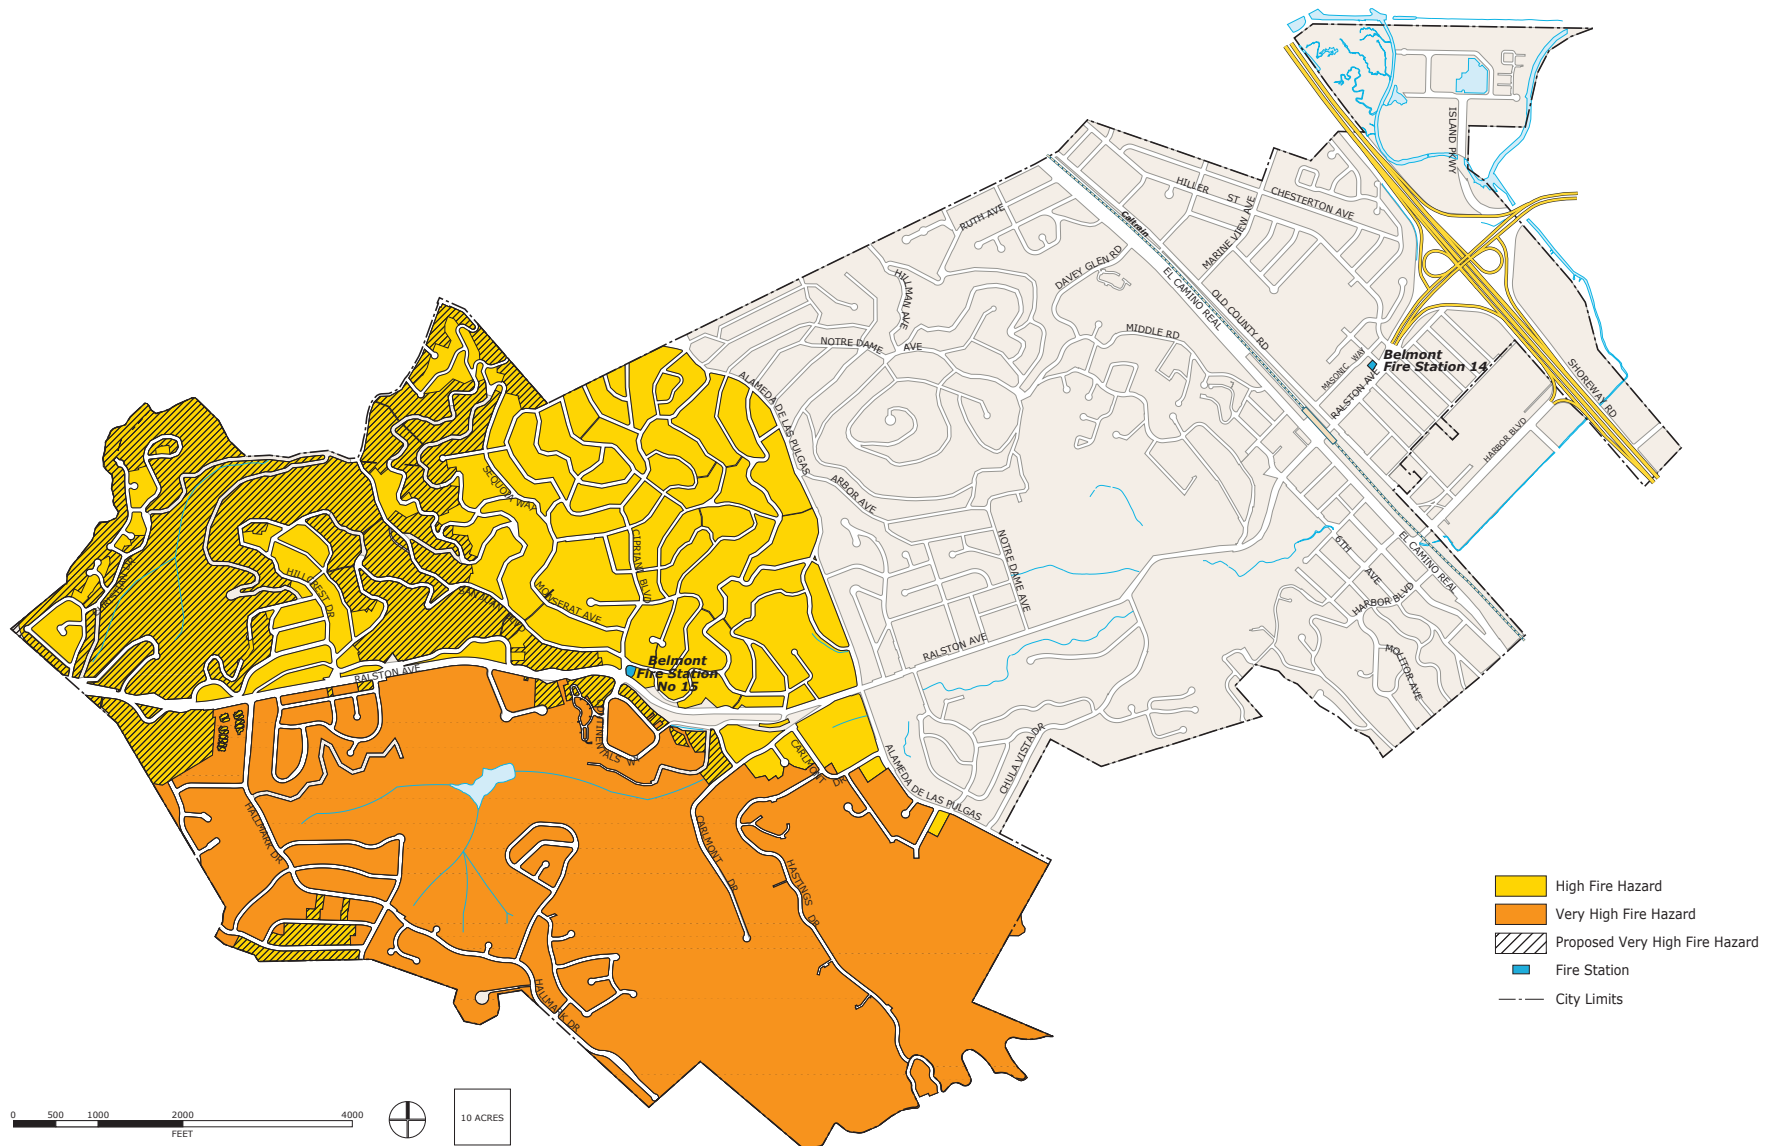 ISLAND PKWY
HILLER
ST
CHESTERTON AVE
RUTH AVE
Caltrain
MARINE VIEW AVE
DAVEY GLEN RD
HILLMAN AVE
EL CAMINO REAL
OLD COUNTY RD
MIDDLE RD
NOTRE DAME
AVE
Belmont
Fire Station 14
MASONIC
WAY
RALSTON AVE
SHOREWAY RD
ALAMEDA DE LAS PULGAS
HARBOR BLVD
SEQUOIA WAY
ARBOR AVE
CIPRIANI BLVD
NOTRE DAME AVE
6TH
AVE
EL CAMINO REAL
HILLCREST DR
SAN JUAN BLVD
MONSERAT AVE
HARBOR BLVD
RALSTON AVE
MOLITOR AVE
Belmont
Fire Station
No 15
RALSTON AVE
CHULA VISTA DR
CARLMONT DR
ALAMEDA DE LAS PULGAS
HALLMARK DR
CARLMONT
DR
HASTINGS DR
HALLMARK DR
High Fire Hazard
Very High Fire Hazard
Proposed Very High Fire Hazard
Fire Station
City Limits
0 500 1000 2000 4000
FEET
10 ACRES